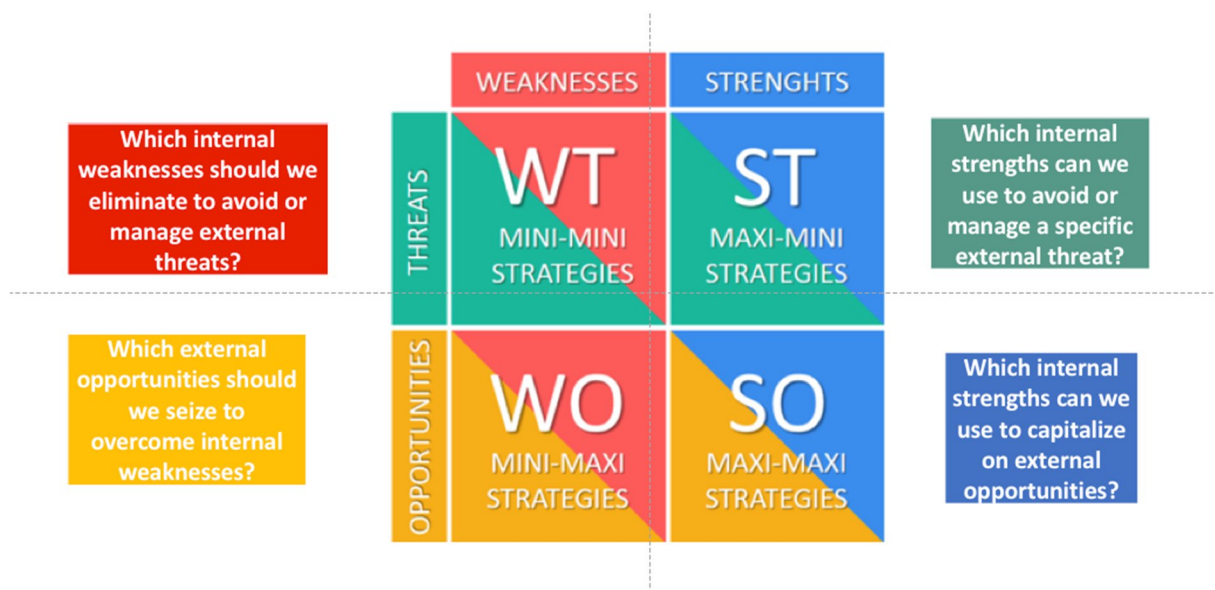 WEAKNESSES
STRENGHTS
Which internal
weaknesses should we
eliminate to avoid or
manage external
threats?
THREATS
WT
MINI-MINI
STRATEGIES
ST
MAXI-MINI
STRATEGIES
Which internal
strengths can we
use to avoid or
manage a specific
external threat?
Which external
opportunities should
we seize to
overcome internal
weaknesses?
OPPORTUNITIES
WO
MINI-MAXI
STRATEGIES
SO
MAXI-MAXI
STRATEGIES
Which internal
strengths can we
use to capitalize
on external
opportunities?